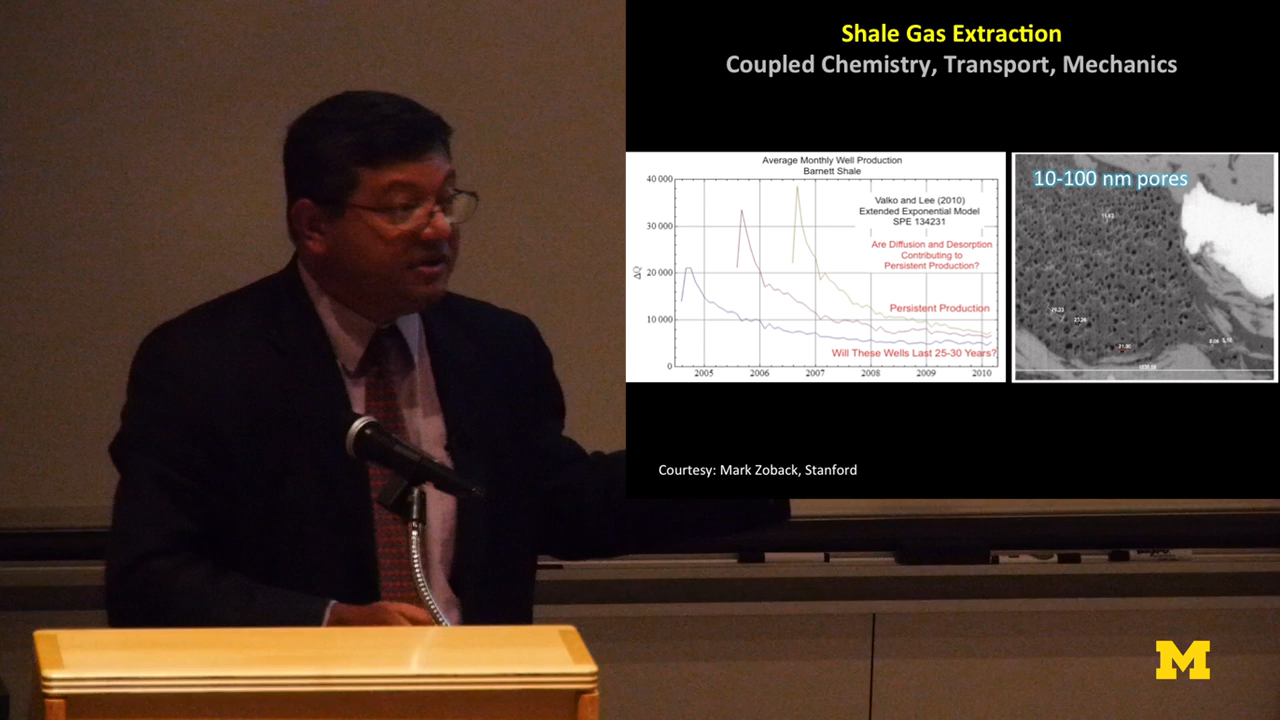 Shale Gas Extraction
Coupled Chemistry, Transport, Mechanics
Average Monthly Well Production
Barnett Shale
40 000
30 000
20 000
10 000
0
ΔQ
Valko and Lee (2010)
Extended Exponential Model
SPE 134231
Are Diffusion and Desorption
Contributing to
Persistent Production?
Persistent Production
Will These Wells Last 25-30 Years?
2005 2006 2007 2008 2009 2010
10-100 nm pores
Courtesy: Mark Zoback, Stanford
M